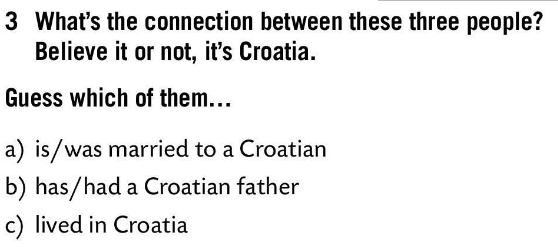 3 What's the connection between these three people?
Believe it or not, it's Croatia.
Guess which of them...
a) is/was married to a Croatian
b) has/had a Croatian father
c) lived in Croatia